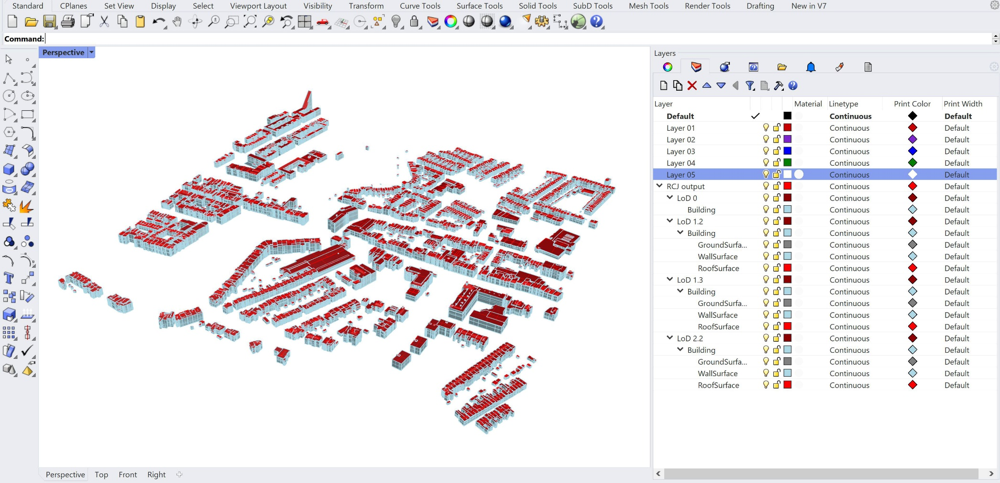 Standard CPlanes Set View Display Select Viewport Layout Visibility Transform Curve Tools Surface Tools Solid Tools SubD Tools Mesh Tools Render Tools Drafting New in V7
Command:
Perspective
Layers
Layer Material Linetype Print Color Print Width
Default Continuous Default
Layer 01 Continuous Default
Layer 02 Continuous Default
Layer 03 Continuous Default
Layer 04 Continuous Default
Layer 05 Continuous Default
RCJ output Continuous Default
LoD 0 Continuous Default
Building Continuous Default
LoD 1.2 Continuous Default
Building Continuous Default
GroundSurfa... Continuous Default
WallSurface Continuous Default
RoofSurface Continuous Default
LoD 1.3 Continuous Default
Building Continuous Default
GroundSurfa... Continuous Default
WallSurface Continuous Default
RoofSurface Continuous Default
LoD 2.2 Continuous Default
Building Continuous Default
GroundSurfa... Continuous Default
WallSurface Continuous Default
RoofSurface Continuous Default
Perspective Top Front Right